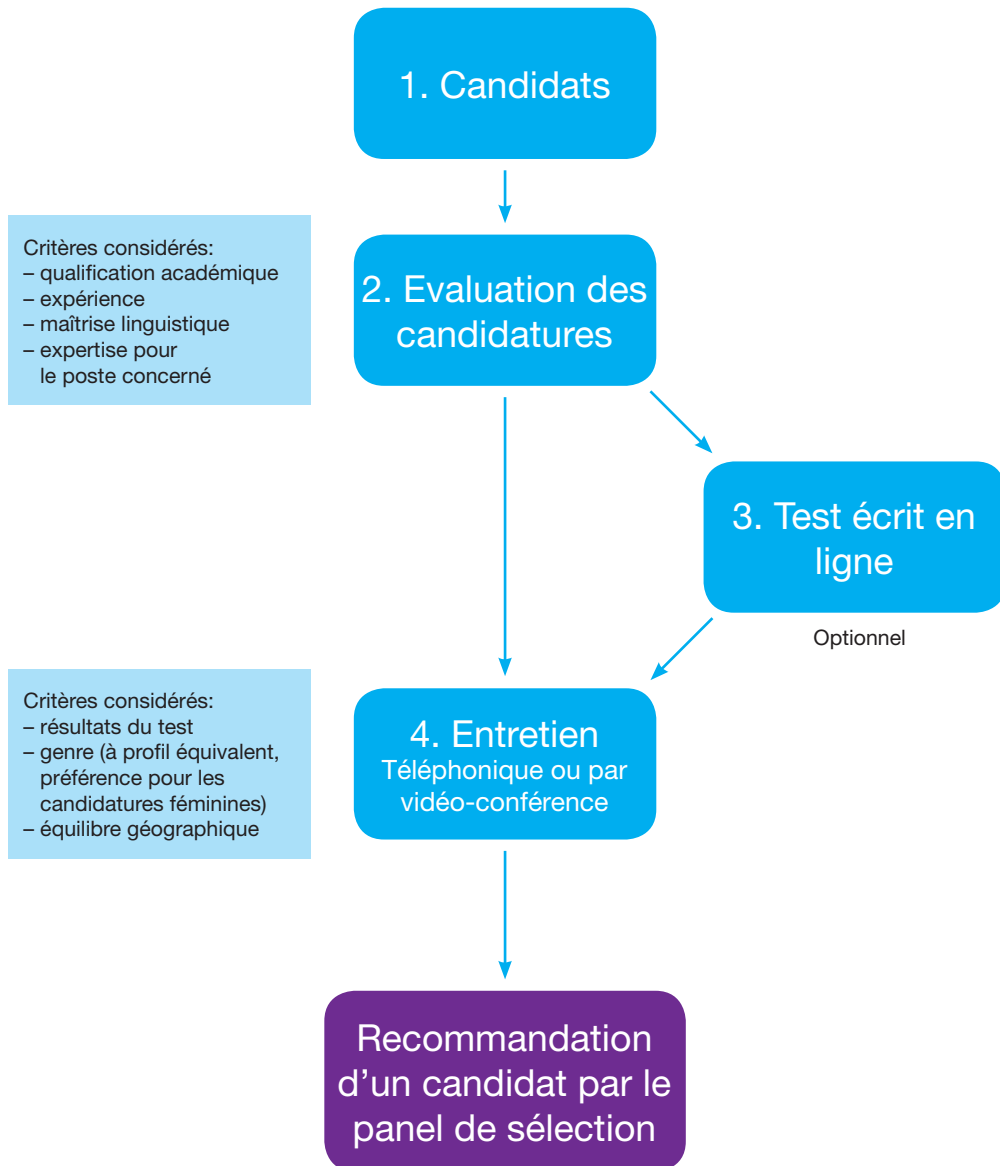 1. Candidats
Critères considérés:
– qualification académique
– expérience
– maîtrise linguistique
– expertise pour
le poste concerné
2. Evaluation des
candidatures
3. Test écrit en
ligne
Optionnel
Critères considérés:
– résultats du test
– genre (à profil équivalent,
préférence pour les
candidatures féminines)
– équilibre géographique
4. Entretien
Téléphonique ou par
vidéo-conférence
Recommandation
d’un candidat par le
panel de sélection